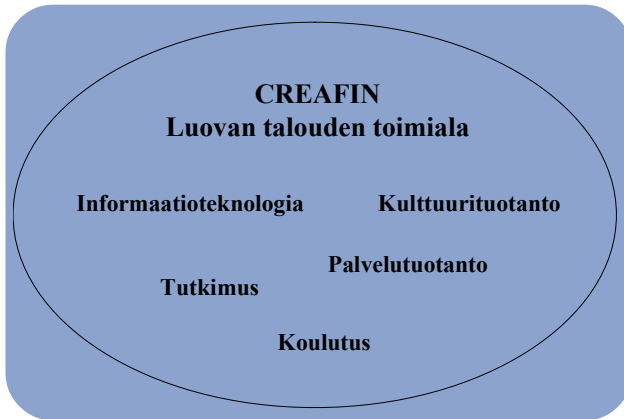 CREAFIN
Luovan talouden toimiala
Informaatioteknologia
Kulttuurituotanto
Palvelutuotanto
Tutkimus
Koulutus